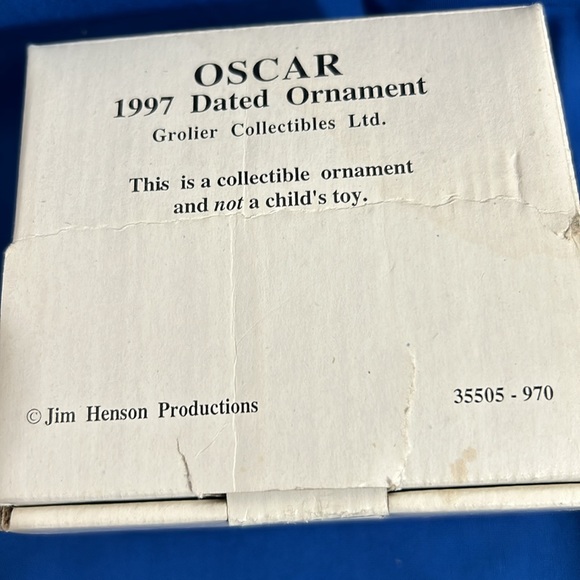 OSCAR
1997 Dated Ornament
Grolier Collectibles Ltd.
This is a collectible ornament
and not a child's toy.
© Jim Henson Productions
35505 - 970